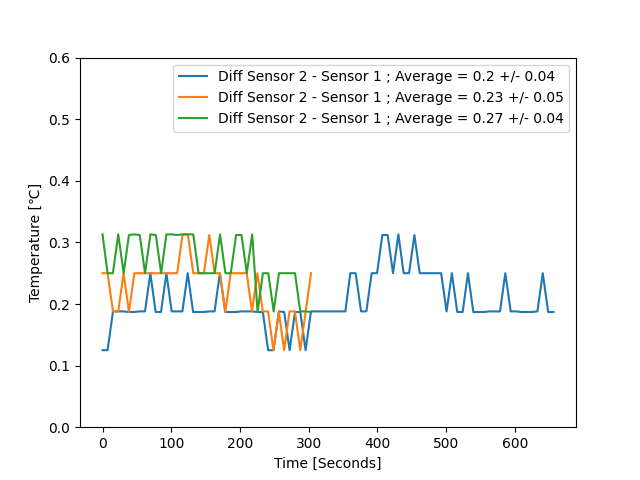 Diff Sensor 2 - Sensor 1 ; Average = 0.2 +/- 0.04
Diff Sensor 2 - Sensor 1 ; Average = 0.23 +/- 0.05
Diff Sensor 2 - Sensor 1 ; Average = 0.27 +/- 0.04
0.6
0.5
0.4
0.3
0.2
0.1
0.0
Temperature [℃]
0 100 200 300 400 500 600
Time [Seconds]